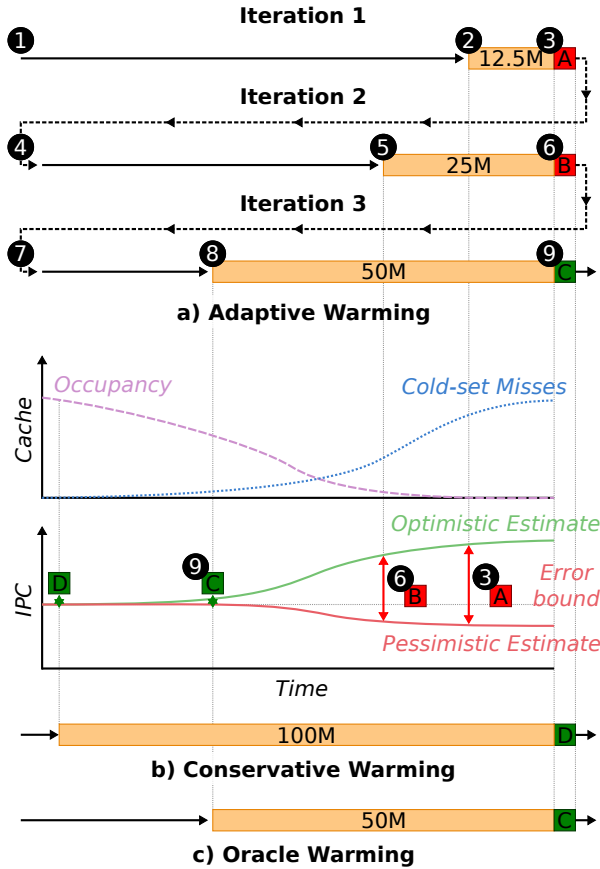 Iteration 1
1
2
3
12.5M
A
Iteration 2
4
5
6
25M
B
Iteration 3
7
8
9
50M
C
a) Adaptive Warming
Cache
Occupancy
Cold-set Misses
IPC
Optimistic Estimate
D
9
C
6
B
3
A
Error
bound
Pessimistic Estimate
Time
100M
D
b) Conservative Warming
50M
C
c) Oracle Warming